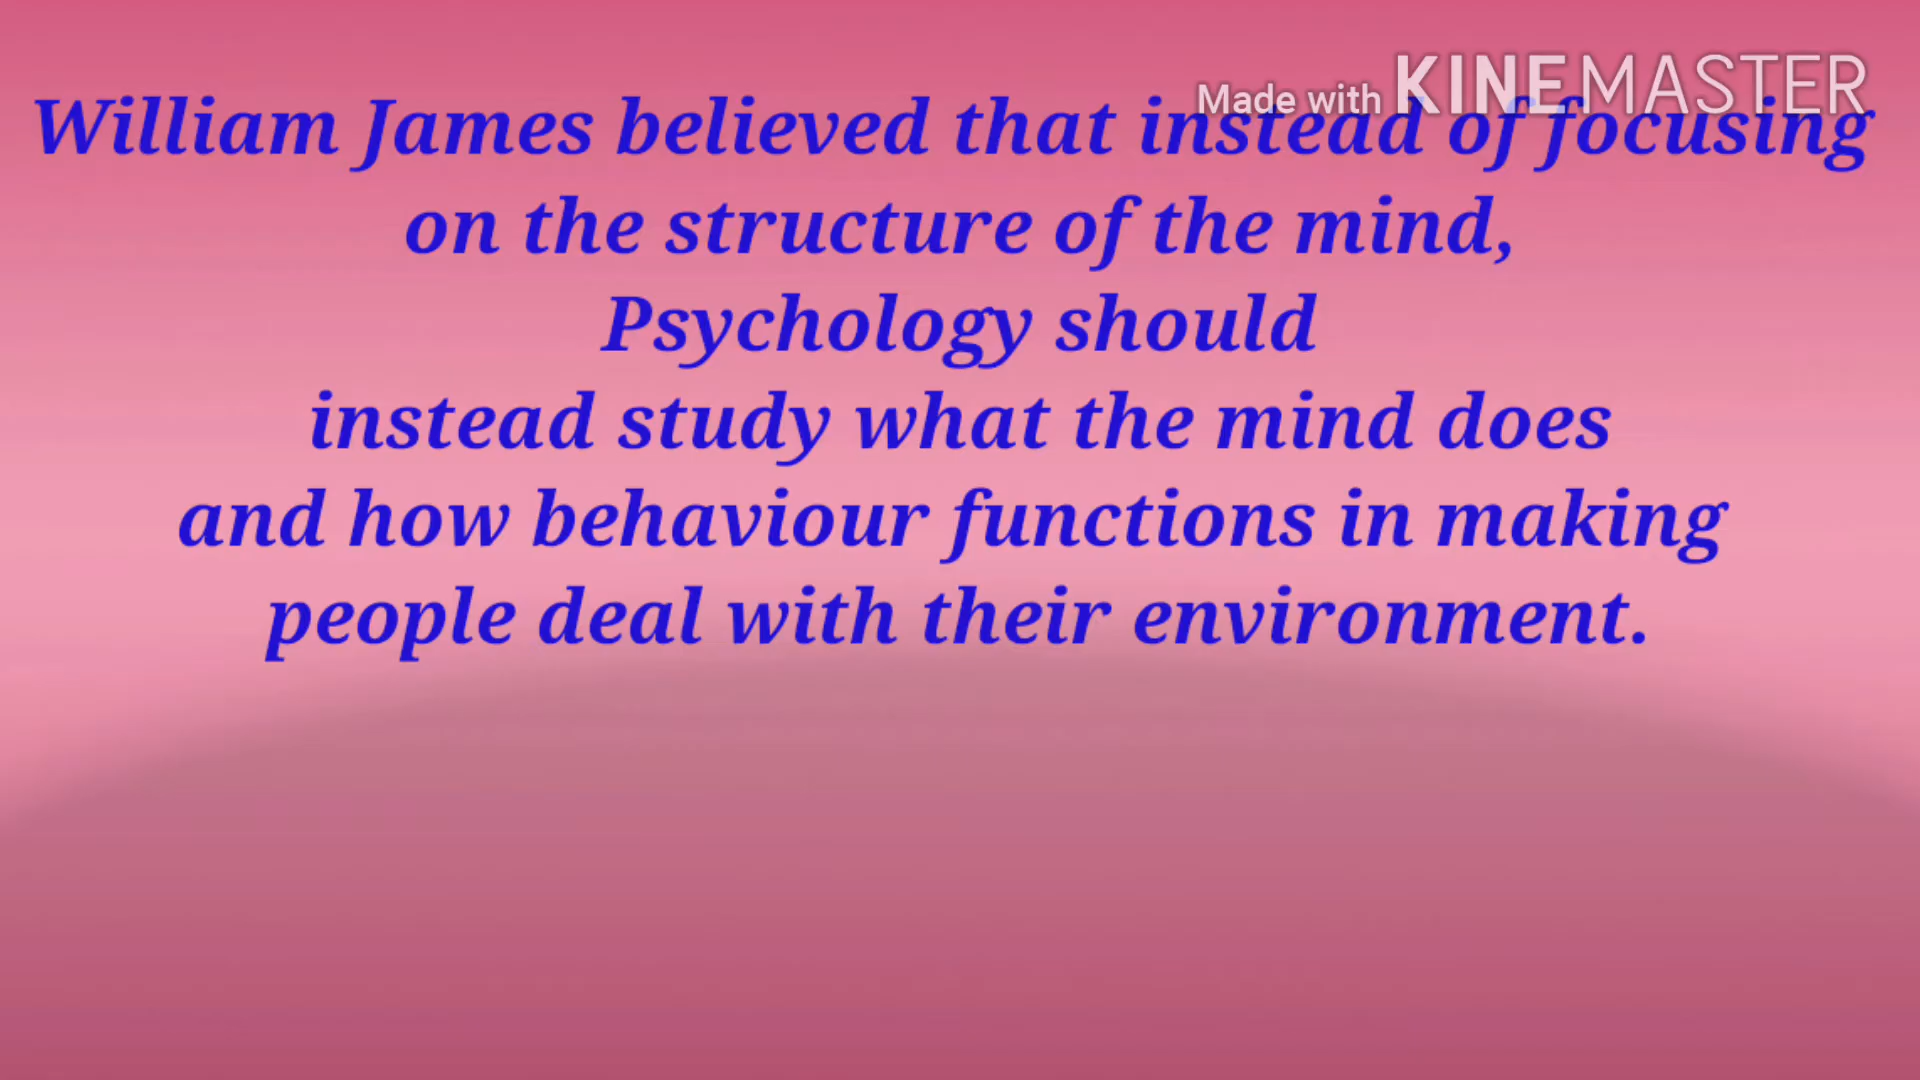 Made with KINEMASTER
William James believed that instead of focusing
on the structure of the mind,
Psychology should
instead study what the mind does
and how behaviour functions in making
people deal with their environment.